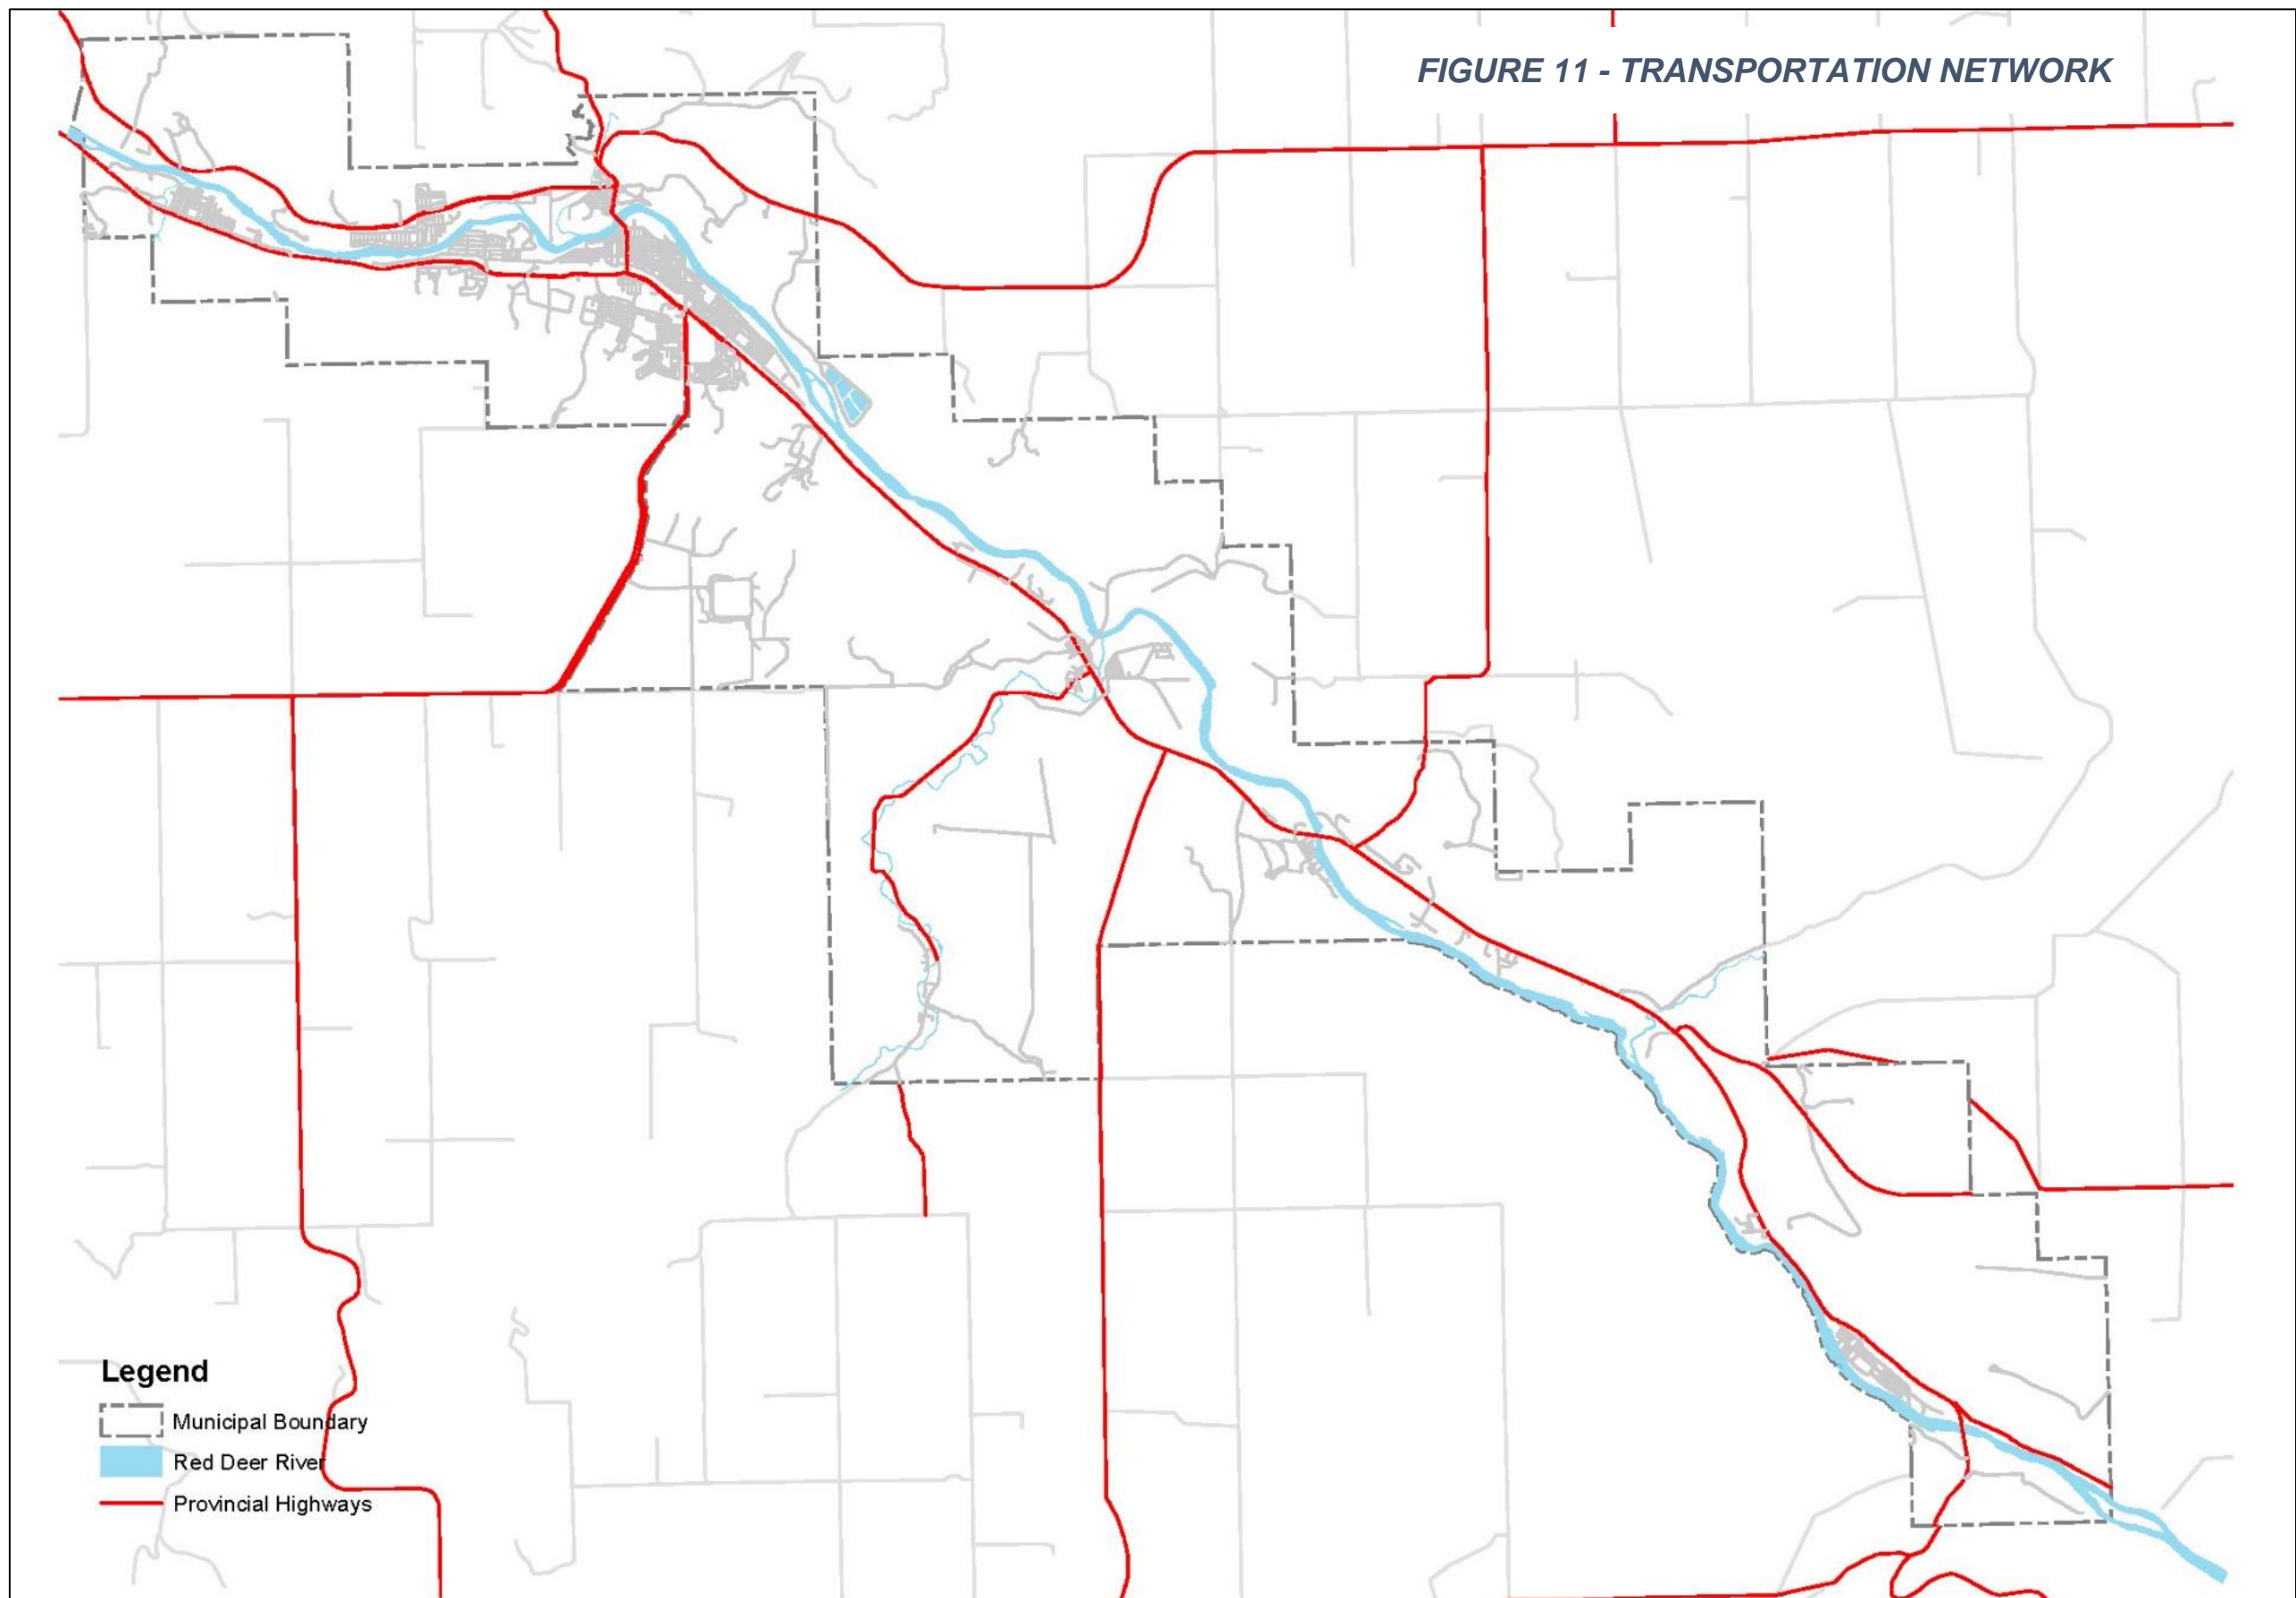 FIGURE 11 - TRANSPORTATION NETWORK
Legend
Municipal Boundary
Red Deer River
Provincial Highways